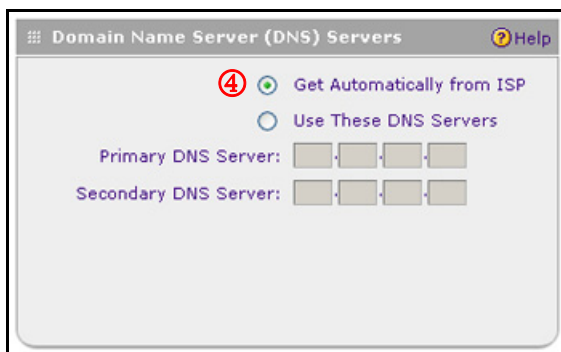 Domain Name Server (DNS) Servers ? Help
④ Get Automatically from ISP
Use These DNS Servers
Primary DNS Server: . . .
Secondary DNS Server: . . .